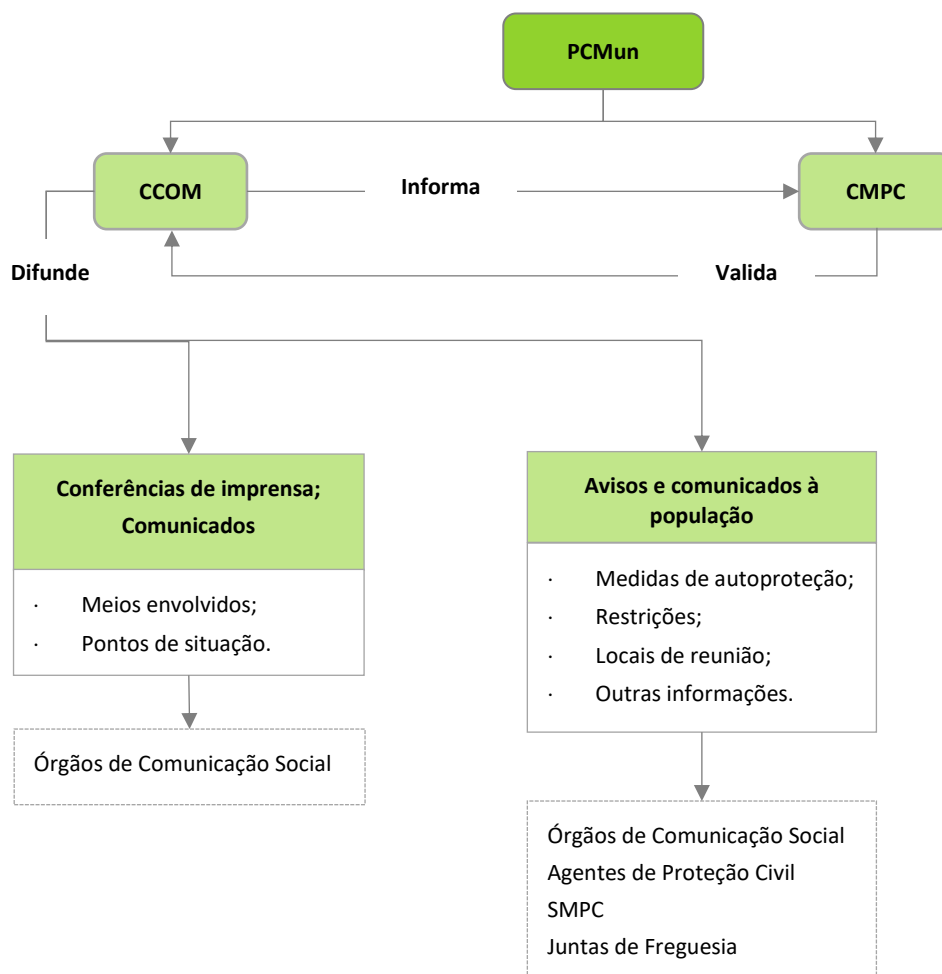 PCMun
CCOM
Informa
CMPC
Difunde
Valida
Conferências de imprensa;
Comunicados
· Meios envolvidos;
· Pontos de situação.
Órgãos de Comunicação Social
Avisos e comunicados à
população
· Medidas de autoproteção;
· Restrições;
· Locais de reunião;
· Outras informações.
Órgãos de Comunicação Social
Agentes de Proteção Civil
SMPC
Juntas de Freguesia